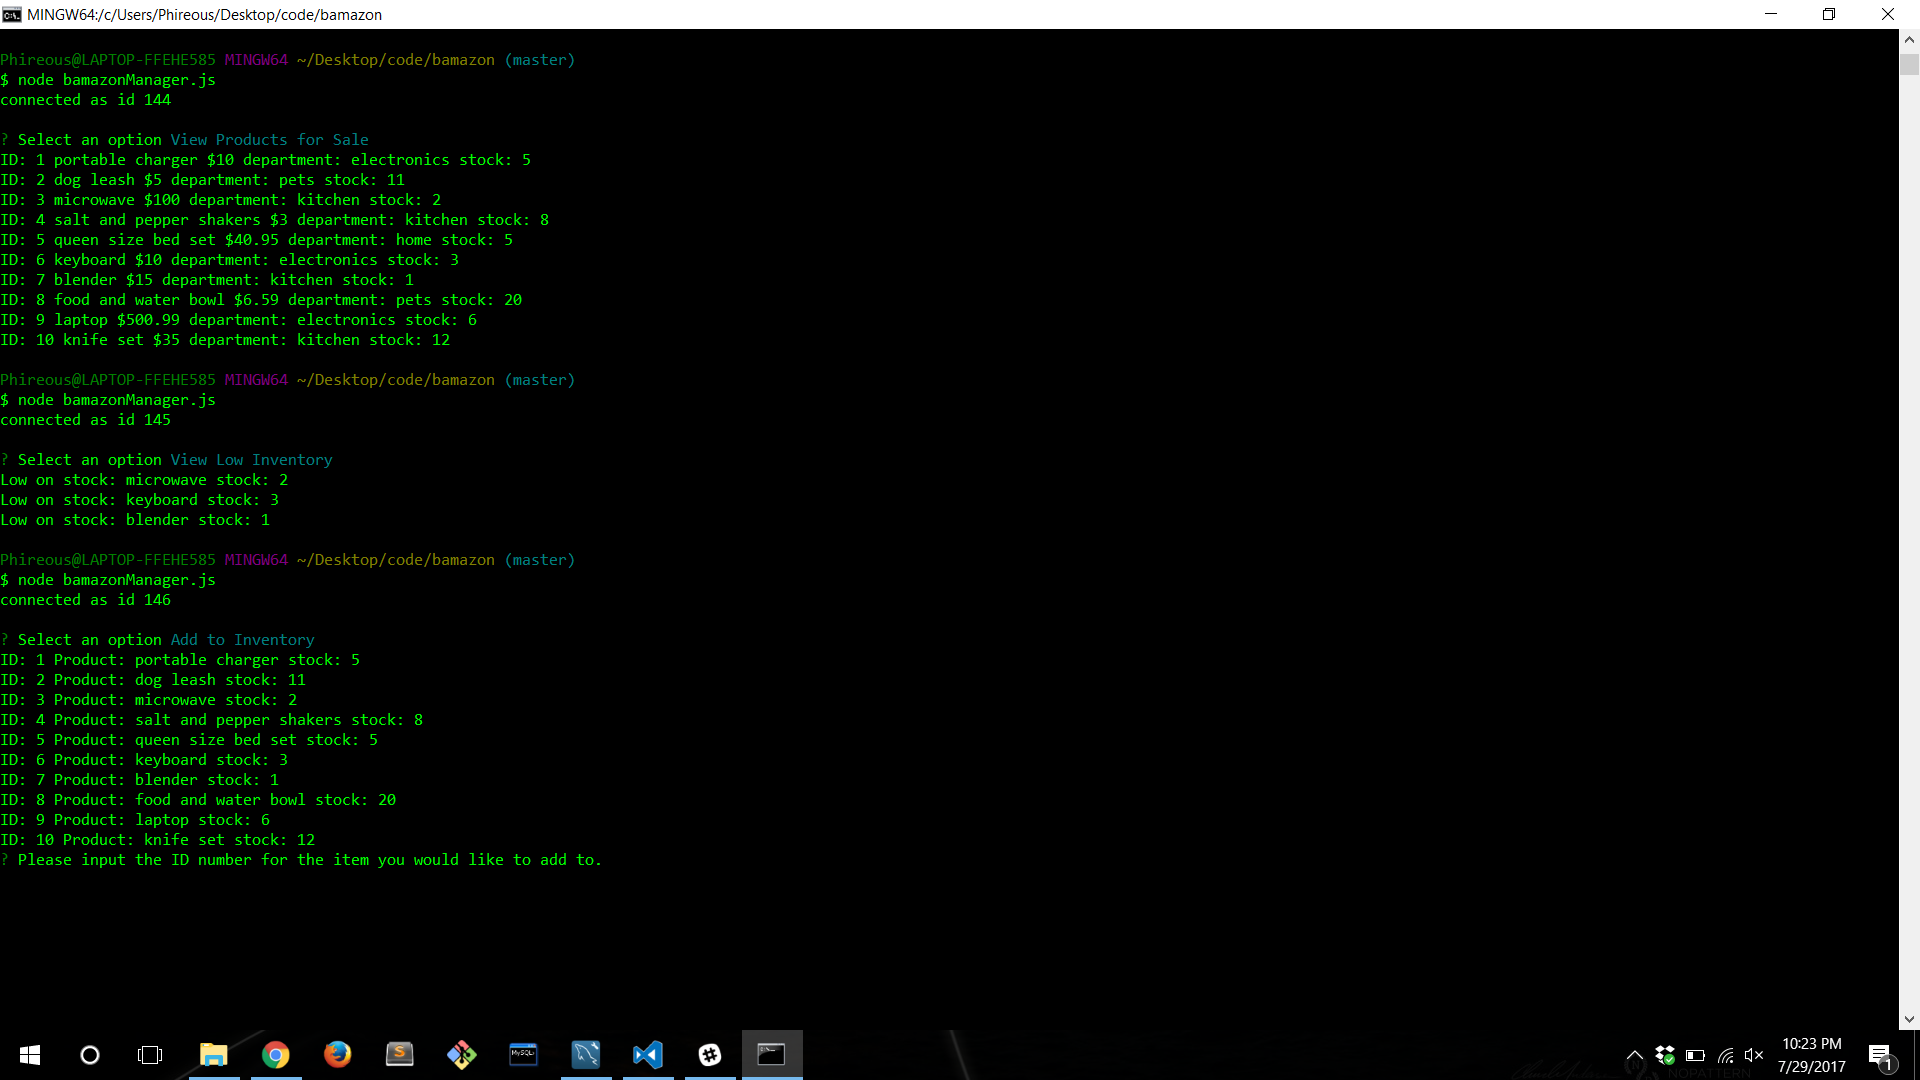 MINGW64:/c/Users/Phireous/Desktop/code/bamazon
Phireous@LAPTOP-FFEHE585 MINGW64 ~/Desktop/code/bamazon (master)
$ node bamazonManager.js
connected as id 144
? Select an option View Products for Sale
ID: 1 portable charger $10 department: electronics stock: 5
ID: 2 dog leash $5 department: pets stock: 11
ID: 3 microwave $100 department: kitchen stock: 2
ID: 4 salt and pepper shakers $3 department: kitchen stock: 8
ID: 5 queen size bed set $40.95 department: home stock: 5
ID: 6 keyboard $10 department: electronics stock: 3
ID: 7 blender $15 department: kitchen stock: 1
ID: 8 food and water bowl $6.59 department: pets stock: 20
ID: 9 laptop $500.99 department: electronics stock: 6
ID: 10 knife set $35 department: kitchen stock: 12
Phireous@LAPTOP-FFEHE585 MINGW64 ~/Desktop/code/bamazon (master)
$ node bamazonManager.js
connected as id 145
? Select an option View Low Inventory
Low on stock: microwave stock: 2
Low on stock: keyboard stock: 3
Low on stock: blender stock: 1
Phireous@LAPTOP-FFEHE585 MINGW64 ~/Desktop/code/bamazon (master)
$ node bamazonManager.js
connected as id 146
? Select an option Add to Inventory
ID: 1 Product: portable charger stock: 5
ID: 2 Product: dog leash stock: 11
ID: 3 Product: microwave stock: 2
ID: 4 Product: salt and pepper shakers stock: 8
ID: 5 Product: queen size bed set stock: 5
ID: 6 Product: keyboard stock: 3
ID: 7 Product: blender stock: 1
ID: 8 Product: food and water bowl stock: 20
ID: 9 Product: laptop stock: 6
ID: 10 Product: knife set stock: 12
? Please input the ID number for the item you would like to add to.
MySQL
10:23 PM
7/29/2017
1
NOPATTERN